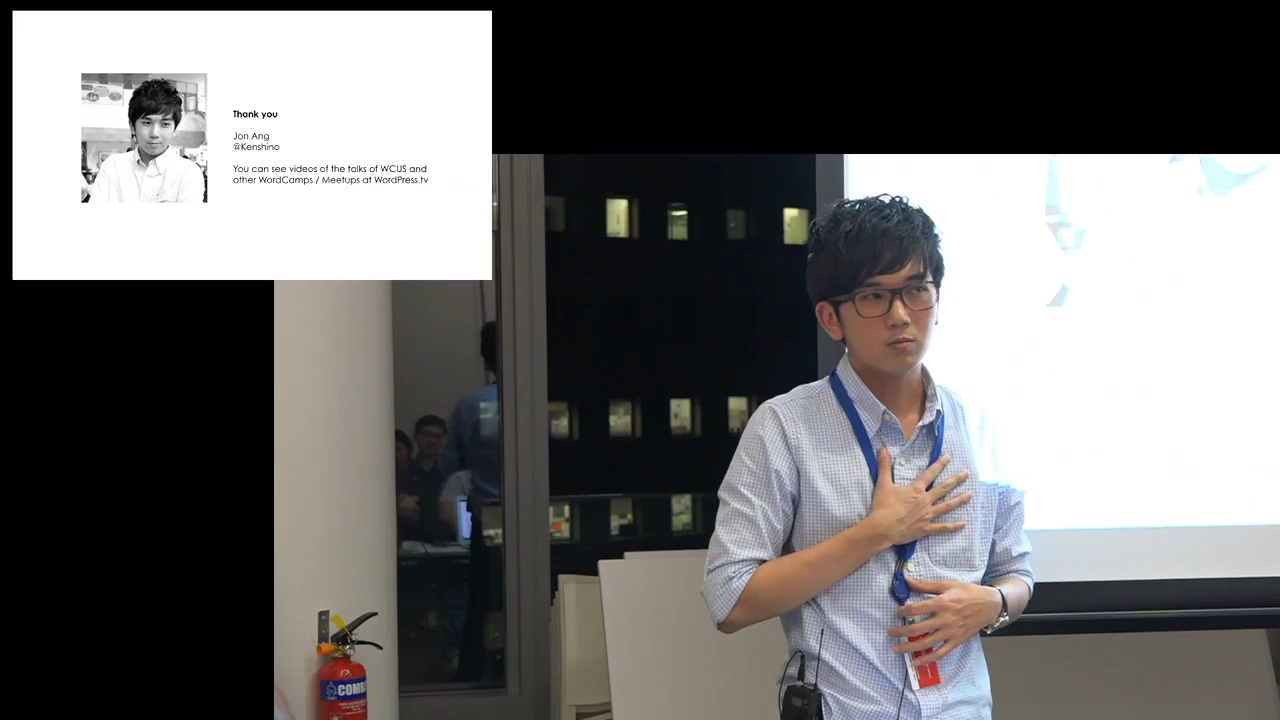 Thank you
Jon Ang
@Kenshino
You can see videos of the talks of WCUS and
other WordCamps / Meetups at WordPress.tv
COMBA